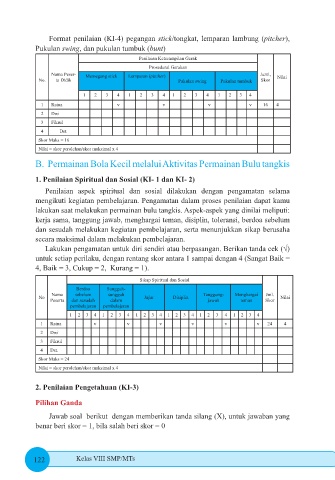 Format penilaian (KI-4) pegangan stick/tongkat, lemparan lambung (pitcher),
Pukulan swing, dan pukulan tumbuk (bunt)
Penilaian Keterampilan Gerak
Prosedural Gerakan
No. Nama Peserta Didik Memegang stick Lemparan (pitcher) Pukulan swing Pukulan tumbuk Juml. Skor Nilai
1 2 3 4 1 2 3 4 1 2 3 4 1 2 3 4
1 Rama v v v v 16 4
2 Dwi
3
4 Dst
Skor Maks = 16
Nilai = skor perolehan/skor maksimal x 4
B. Permainan Bola Kecil melalui Aktivitas Permainan Bulu tangkis
1. Penilaian Spiritual dan Sosial (KI- 1 dan KI- 2)
Penilaian aspek spiritual dan sosial dilakukan dengan pengamatan selama
mengikuti kegiatan pembelajaran. Pengamatan dalam proses penilaian dapat kamu
lakukan saat melakukan permainan bulu tangkis. Aspek-aspek yang dinilai meliputi:
kerja sama, tanggung jawab, menghargai teman, disiplin, toleransi, berdoa sebelum
dan sesudah melakukan kegiatan pembelajaran, serta menunjukkan sikap berusaha
secara maksimal dalam melakukan pembelajaran.
Lakukan pengamatan untuk diri sendiri atau berpasangan. Berikan tanda cek (√)
untuk setiap perilaku, dengan rentang skor antara 1 sampai dengan 4 (Sangat Baik =
4, Baik = 3, Cukup = 2, Kurang = 1).
Sikap Spiritual dan Sosial
No Nama Peserta Berdoa sebelum dan sesudah pembelajaran Sungguh-sungguh dalam pembelajaran Jujur Disiplin Tanggung Jawab Menghargai teman Jml Skor Nilai
1 2 3 4 1 2 3 4 1 2 3 4 1 2 3 4 1 2 3 4 1 2 3 4
1 Rama v v v v v v 24 4
2 Dwi
3
4 Dst
Skor Maks = 24
Nilai = skor perolehan/skor maksimal x 4
2. Penilaian Pengetahuan (KI-3)
Pilihan Ganda
Jawab soal berikut dengan memberikan tanda silang (X), untuk jawaban yang
benar beri skor = 1, bila salah beri skor = 0
122 Kelas VIII SMP/MTs